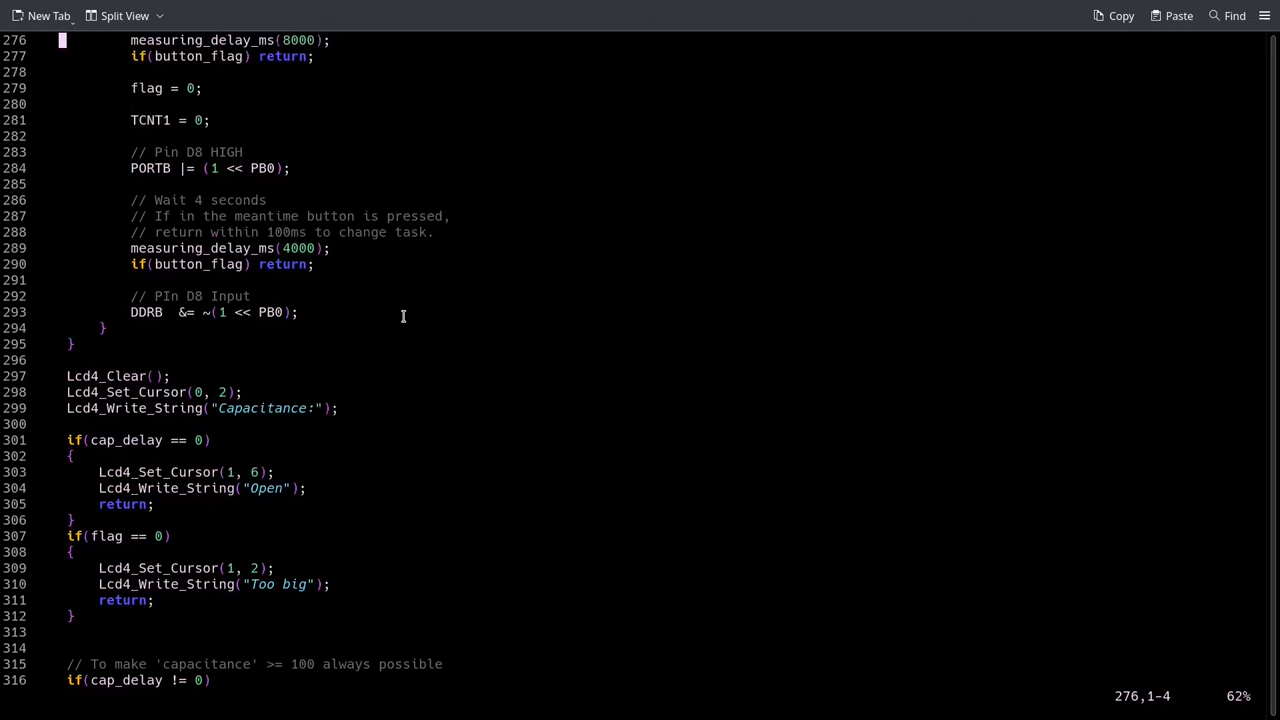 New Tab Split View Copy Paste Find
276 measuring_delay_ms(8000);
277 if(button_flag) return;
278
279 flag = 0;
280
281 TCNT1 = 0;
282
283 // Pin D8 HIGH
284 PORTB |= (1 << PB0);
285
286 // Wait 4 seconds
287 // If in the meantime button is pressed,
288 // return within 100ms to change task.
289 measuring_delay_ms(4000);
290 if(button_flag) return;
291
292 // PIn D8 Input
293 DDRB  &= ~(1 << PB0);
294 }
295 }
296
297 Lcd4_Clear();
298 Lcd4_Set_Cursor(0, 2);
299 Lcd4_Write_String("Capacitance:");
300
301 if(cap_delay == 0)
302 {
303 Lcd4_Set_Cursor(1, 6);
304 Lcd4_Write_String("Open");
305 return;
306 }
307 if(flag == 0)
308 {
309 Lcd4_Set_Cursor(1, 2);
310 Lcd4_Write_String("Too big");
311 return;
312 }
313
314
315 // To make 'capacitance' >= 100 always possible
316 if(cap_delay != 0)
276,1-4 62%